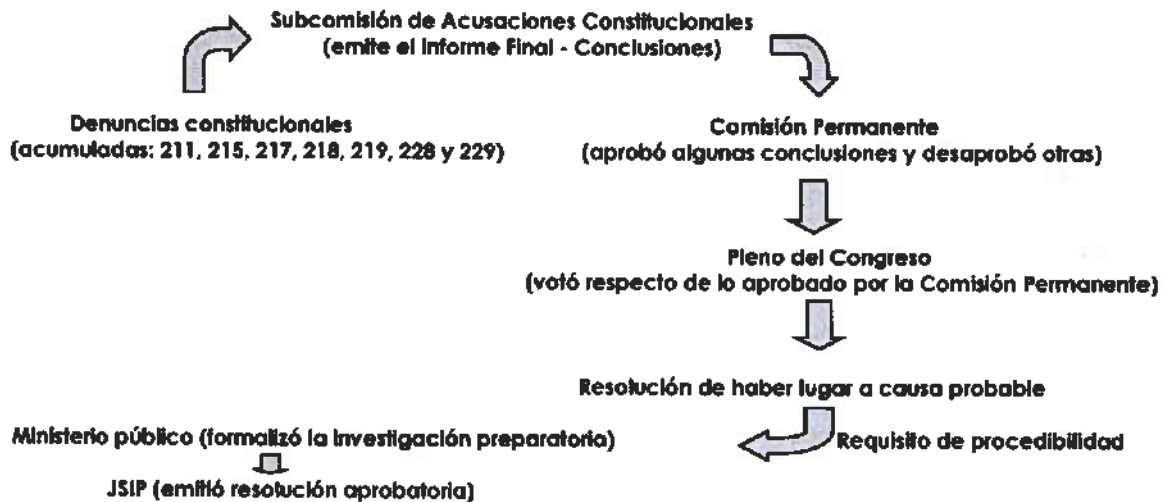 Subcomisión de Acusaciones Constitucionales
(emite el Informe Final - Conclusiones)
Denuncias constitucionales
(acumuladas: 211, 215, 217, 218, 219, 228 y 229)
Comisión Permanente
(aprobó algunas conclusiones y desaprobó otras)
Pleno del Congreso
(votó respecto de lo aprobado por la Comisión Permanente)
Resolución de haber lugar a causa probable
Requisito de procedibilidad
Ministerio público (formalizó la investigación preparatoria)
JSIP (emitió resolución aprobatoria)